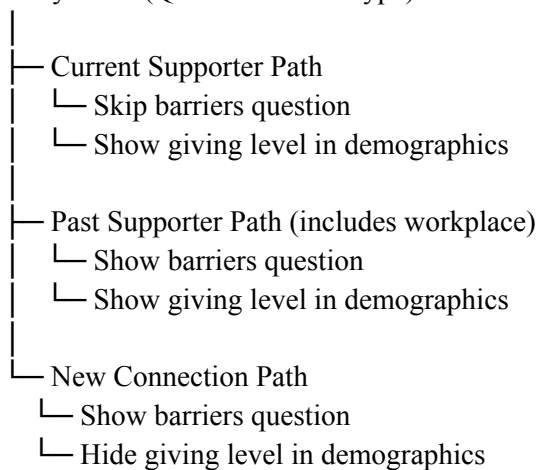 ├── Current Supporter Path
│ └── Skip barriers question
│ └── Show giving level in demographics
├── Past Supporter Path (includes workplace)
│ └── Show barriers question
│ └── Show giving level in demographics
└── New Connection Path
└── Show barriers question
└── Hide giving level in demographics